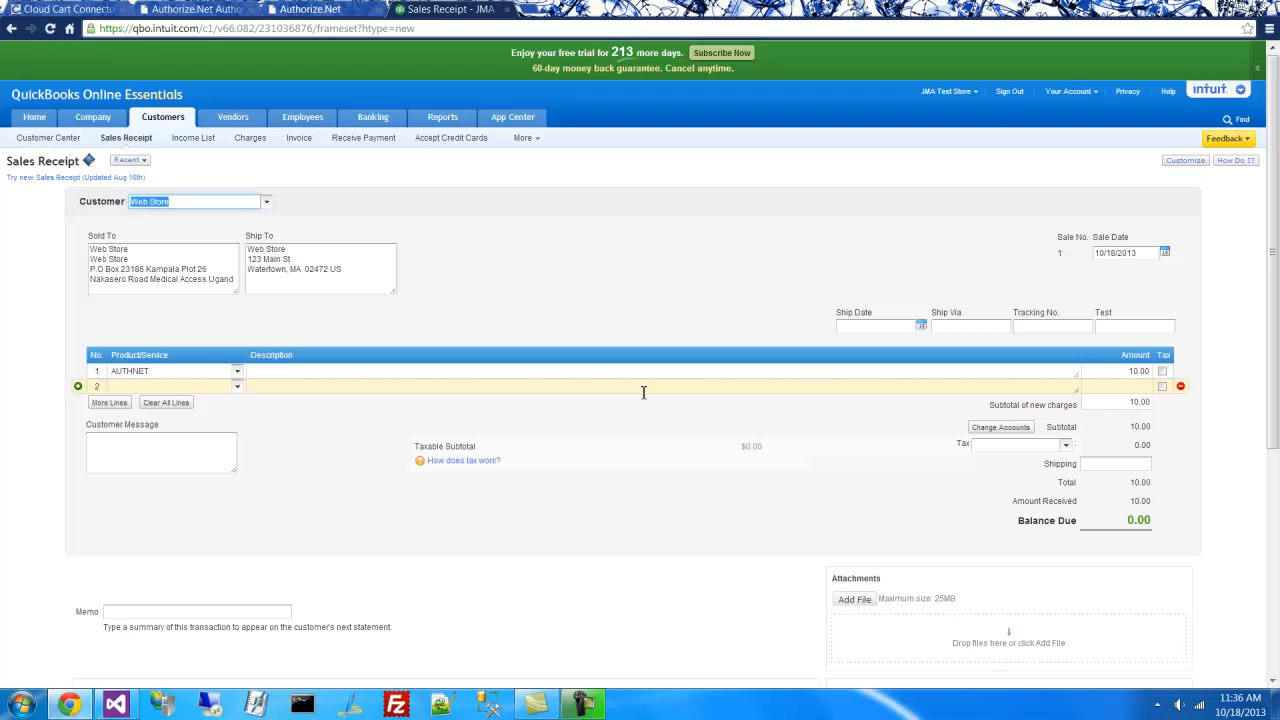 Cloud Cart Connecto
Authorize.Net Autho
Authorize.Net
Sales Receipt - JMA
https://qbo.intuit.com/c1/v66.082/231036876/frameset?htype=new
Enjoy your free trial for 213 more days. Subscribe Now
60-day money back guarantee. Cancel anytime.
QuickBooks Online Essentials
JMA Test Store Sign Out Your Account Privacy Help intuit
Home Company Customers Vendors Employees Banking Reports App Center
Find
Customer Center Sales Receipt Income List Charges Invoice Receive Payment Accept Credit Cards More
Feedback
Sales Receipt Recent
Customize How Do I?
Try new Sales Receipt (Updated Aug 16th)
Customer Web Store
Sold To
Web Store
Web Store
P.O Box 23186 Kampala Plot 26
Nakasero Road Medical Access Ugand
Ship To
Web Store
123 Main St
Watertown, MA 02472 US
Sale No. Sale Date
1 10/18/2013
Ship Date Ship Via Tracking No. Test
No. Product/Service Description Amount Tax
1 AUTHNET 10.00
2
More Lines Clear All Lines
Subtotal of new charges 10.00
Customer Message
Change Accounts Subtotal 10.00
Taxable Subtotal $0.00
Tax 0.00
How does tax work?
Shipping
Total 10.00
Amount Received 10.00
Balance Due 0.00
Attachments
Add File Maximum size: 25MB
Drop files here or click Add File
Memo
Type a summary of this transaction to appear on the customer's next statement.
11:36 AM
10/18/2013